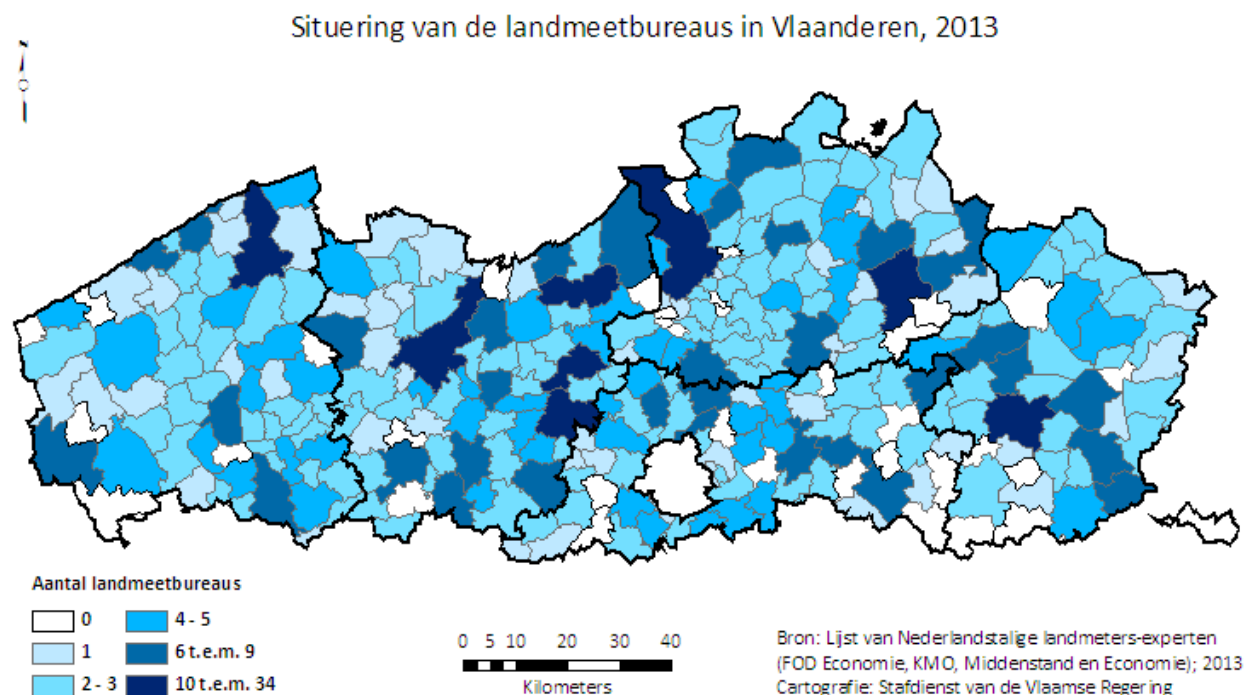 Situering van de landmeetbureaus in Vlaanderen, 2013
N
Aantal landmeetbureaus
0
4 - 5
1
6 t.e.m. 9
2 - 3
10 t.e.m. 34
0 5 10 20 30 40
Kilometers
Bron: Lijst van Nederlandstalige landmeters-experten
(FOD Economie, KMO, Middenstand en Economie); 2013
Cartografie: Stafdienst van de Vlaamse Regering